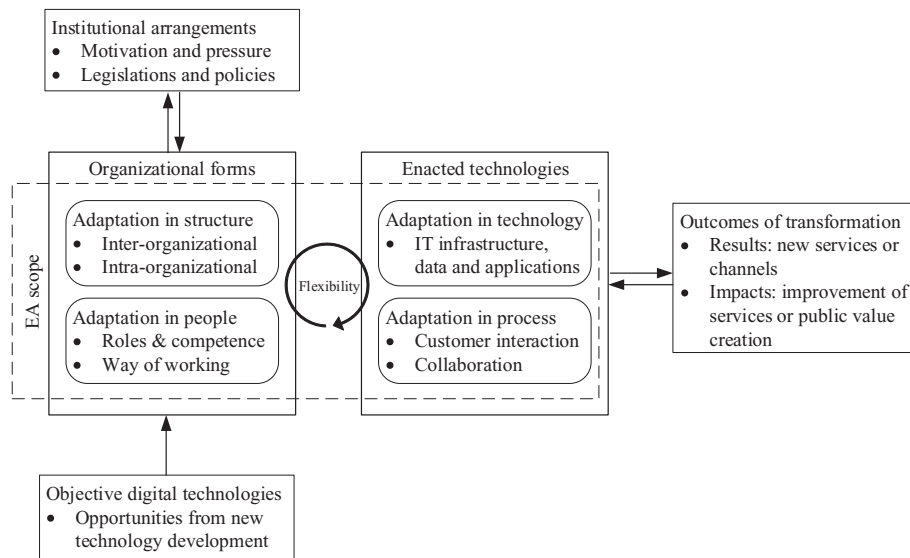 Institutional arrangements
● Motivation and pressure
● Legislations and policies
Organizational forms
Enacted technologies
EA scope
Adaptation in structure
● Inter-organizational
● Intra-organizational
Adaptation in people
● Roles & competence
● Way of working
Flexibility
Adaptation in technology
● IT infrastructure,
data and applications
Adaptation in process
● Customer interaction
● Collaboration
Outcomes of transformation
● Results: new services or
channels
● Impacts: improvement of
services or public value
creation
Objective digital technologies
● Opportunities from new
technology development